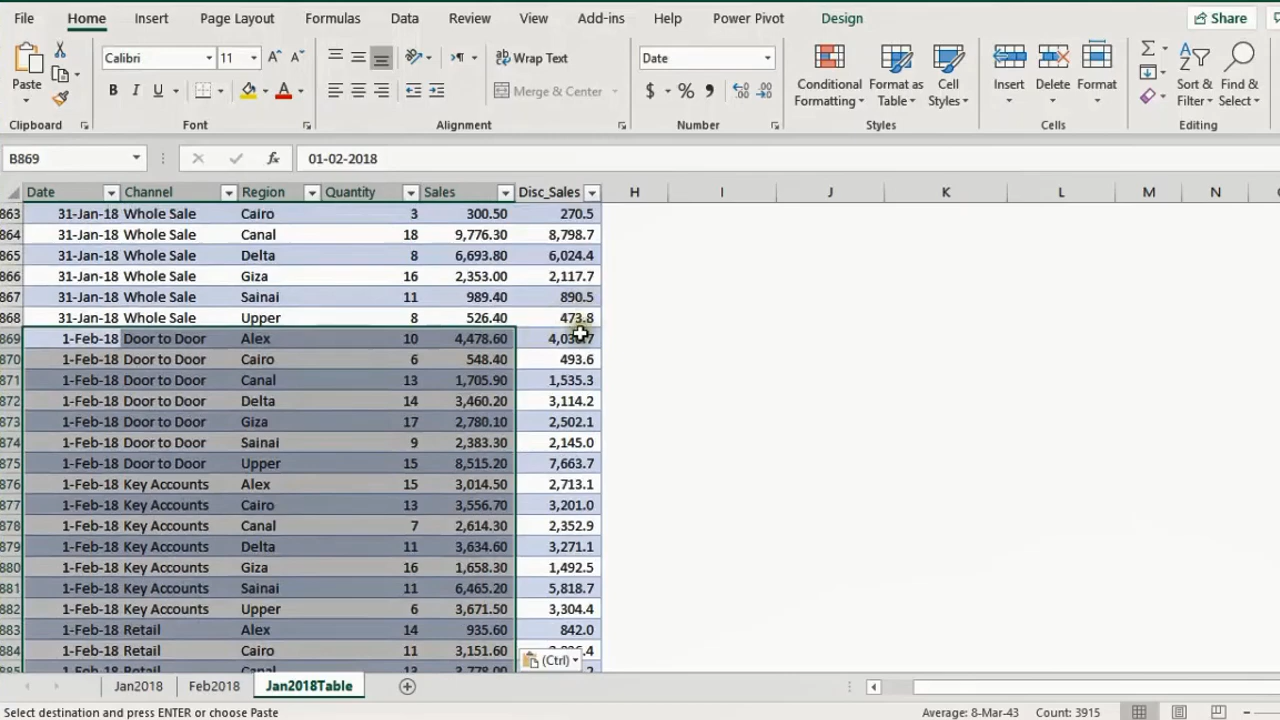 File Home Insert Page Layout Formulas Data Review View Add-ins Help Power Pivot Design Share
Calibri 11 Wrap Text Date
Paste Merge & Center $ % Conditional Formatting Format as Table Cell Styles Insert Delete Format Sort & Filter Find & Select
Clipboard Font Alignment Number Styles Cells Editing
B869 fx 01-02-2018
Date Channel Region Quantity Sales Disc_Sales H I J K L M N
863 31-Jan-18 Whole Sale Cairo 3 300.50 270.5
864 31-Jan-18 Whole Sale Canal 18 9,776.30 8,798.7
865 31-Jan-18 Whole Sale Delta 8 6,693.80 6,024.4
866 31-Jan-18 Whole Sale Giza 16 2,353.00 2,117.7
867 31-Jan-18 Whole Sale Sainai 11 989.40 890.5
868 31-Jan-18 Whole Sale Upper 8 526.40 473.8
869 1-Feb-18 Door to Door Alex 10 4,478.60
870 1-Feb-18 Door to Door Cairo 6 548.40 493.6
871 1-Feb-18 Door to Door Canal 13 1,705.90 1,535.3
872 1-Feb-18 Door to Door Delta 14 3,460.20 3,114.2
873 1-Feb-18 Door to Door Giza 17 2,780.10 2,502.1
874 1-Feb-18 Door to Door Sainai 9 2,383.30 2,145.0
875 1-Feb-18 Door to Door Upper 15 8,515.20 7,663.7
876 1-Feb-18 Key Accounts Alex 15 3,014.50 2,713.1
877 1-Feb-18 Key Accounts Cairo 13 3,556.70 3,201.0
878 1-Feb-18 Key Accounts Canal 7 2,614.30 2,352.9
879 1-Feb-18 Key Accounts Delta 11 3,634.60 3,271.1
880 1-Feb-18 Key Accounts Giza 16 1,658.30 1,492.5
881 1-Feb-18 Key Accounts Sainai 11 6,465.20 5,818.7
882 1-Feb-18 Key Accounts Upper 6 3,671.50 3,304.4
883 1-Feb-18 Retail Alex 14 935.60 842.0
884 1-Feb-18 Retail Cairo 11 3,151.60
885 1-Feb-18 Retail Canal 13 3,778.00
(Ctrl)
Jan2018 Feb2018 Jan2018Table
Select destination and press ENTER or choose Paste Average: 8-Mar-43 Count: 3915